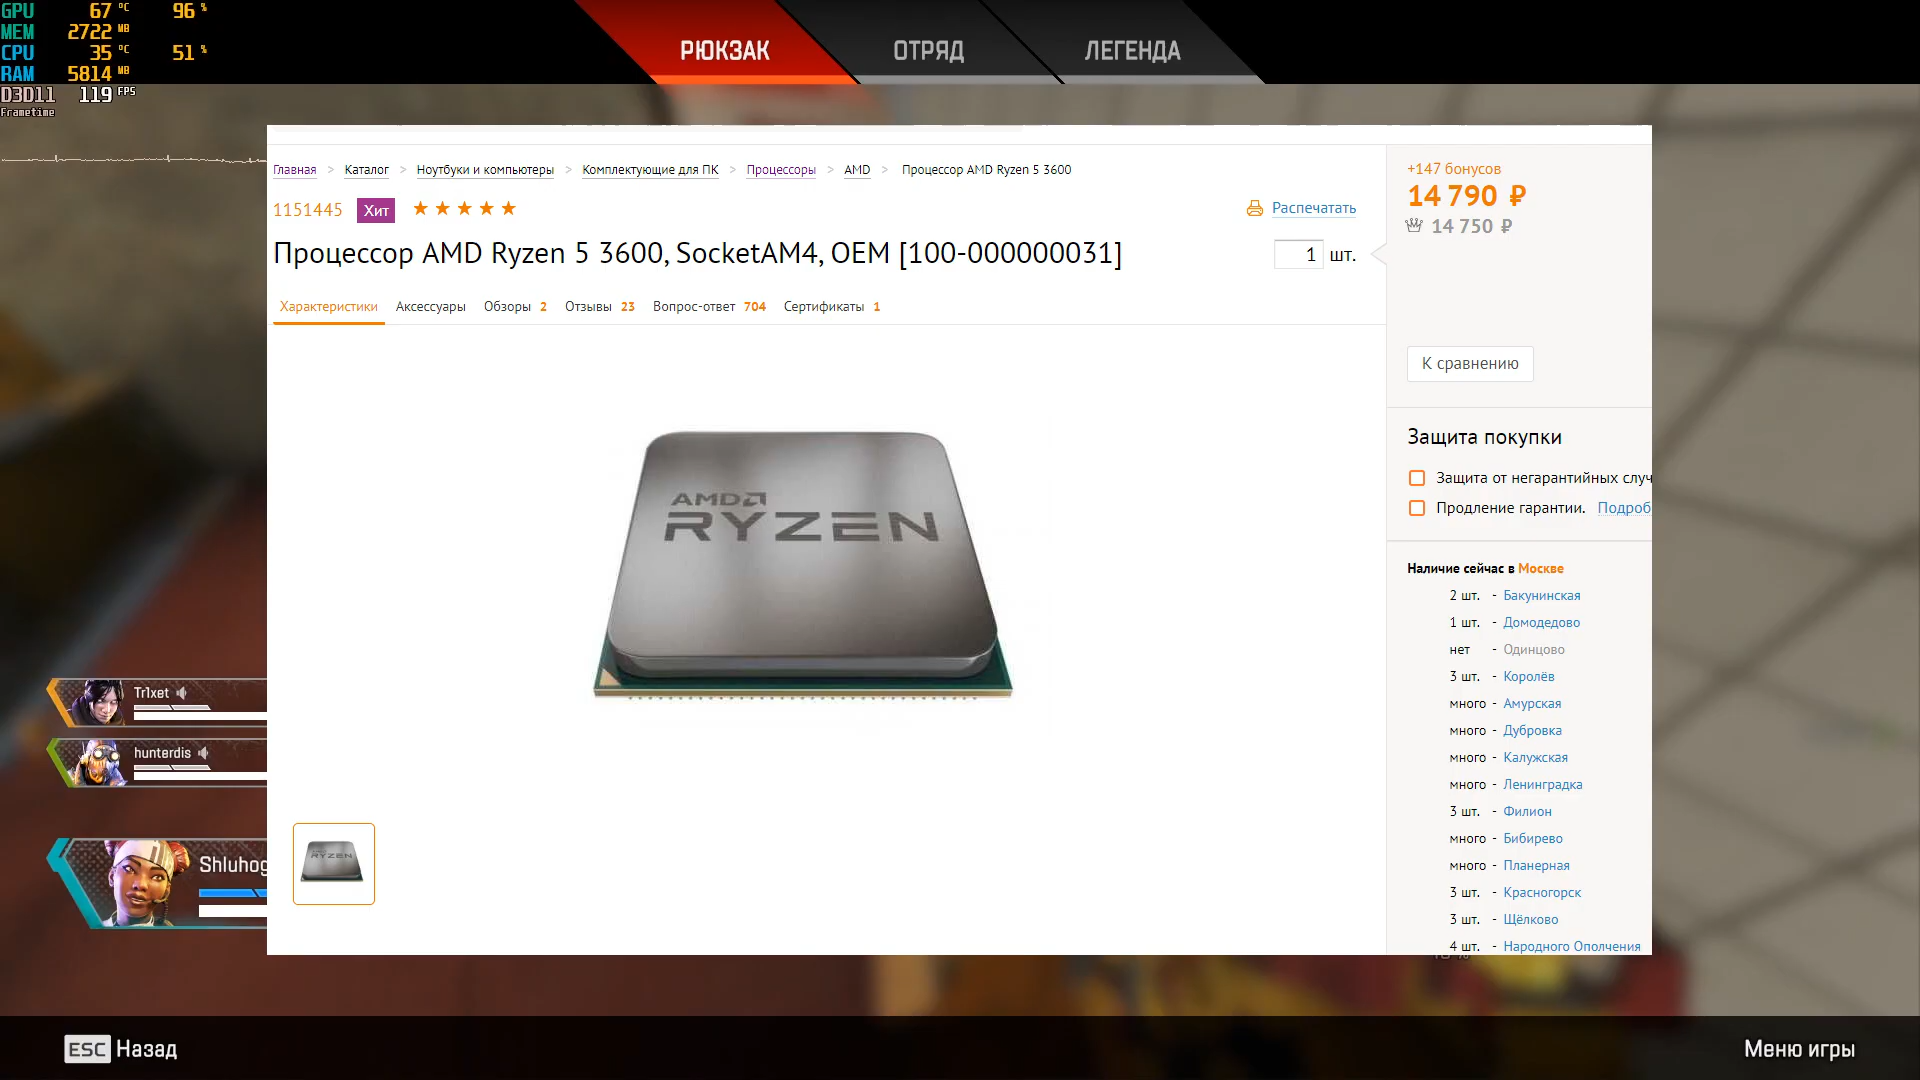 GPU 67 °C 96 %
MEM 2722 MB
CPU 35 °C 51 %
RAM 5814 MB
D3D11 119 FPS
Frametime
РЮКЗАК ОТРЯД ЛЕГЕНДА
Главная > Каталог > Ноутбуки и компьютеры > Комплектующие для ПК > Процессоры > AMD > Процессор AMD Ryzen 5 3600
1151445 Хит
Распечатать
Процессор AMD Ryzen 5 3600, SocketAM4, OEM [100-000000031]
1 шт.
Характеристики Аксессуары Обзоры 2 Отзывы 23 Вопрос-ответ 704 Сертификаты 1
AMD
RYZEN
RYZEN
+147 бонусов
14 790 ₽
14 750 ₽
К сравнению
Защита покупки
Защита от негарантийных случ
Продление гарантии. Подроб
Наличие сейчас в Москве
2 шт. - Бакунинская
1 шт. - Домодедово
нет - Одинцово
3 шт. - Королёв
много - Амурская
много - Дубровка
много - Калужская
много - Ленинградка
3 шт. - Филион
много - Бибирево
много - Планерная
3 шт. - Красногорск
3 шт. - Щёлково
4 шт. - Народного Ополчения
Tr1xet
hunterdis
Shluhog
ESC Назад
Меню игры